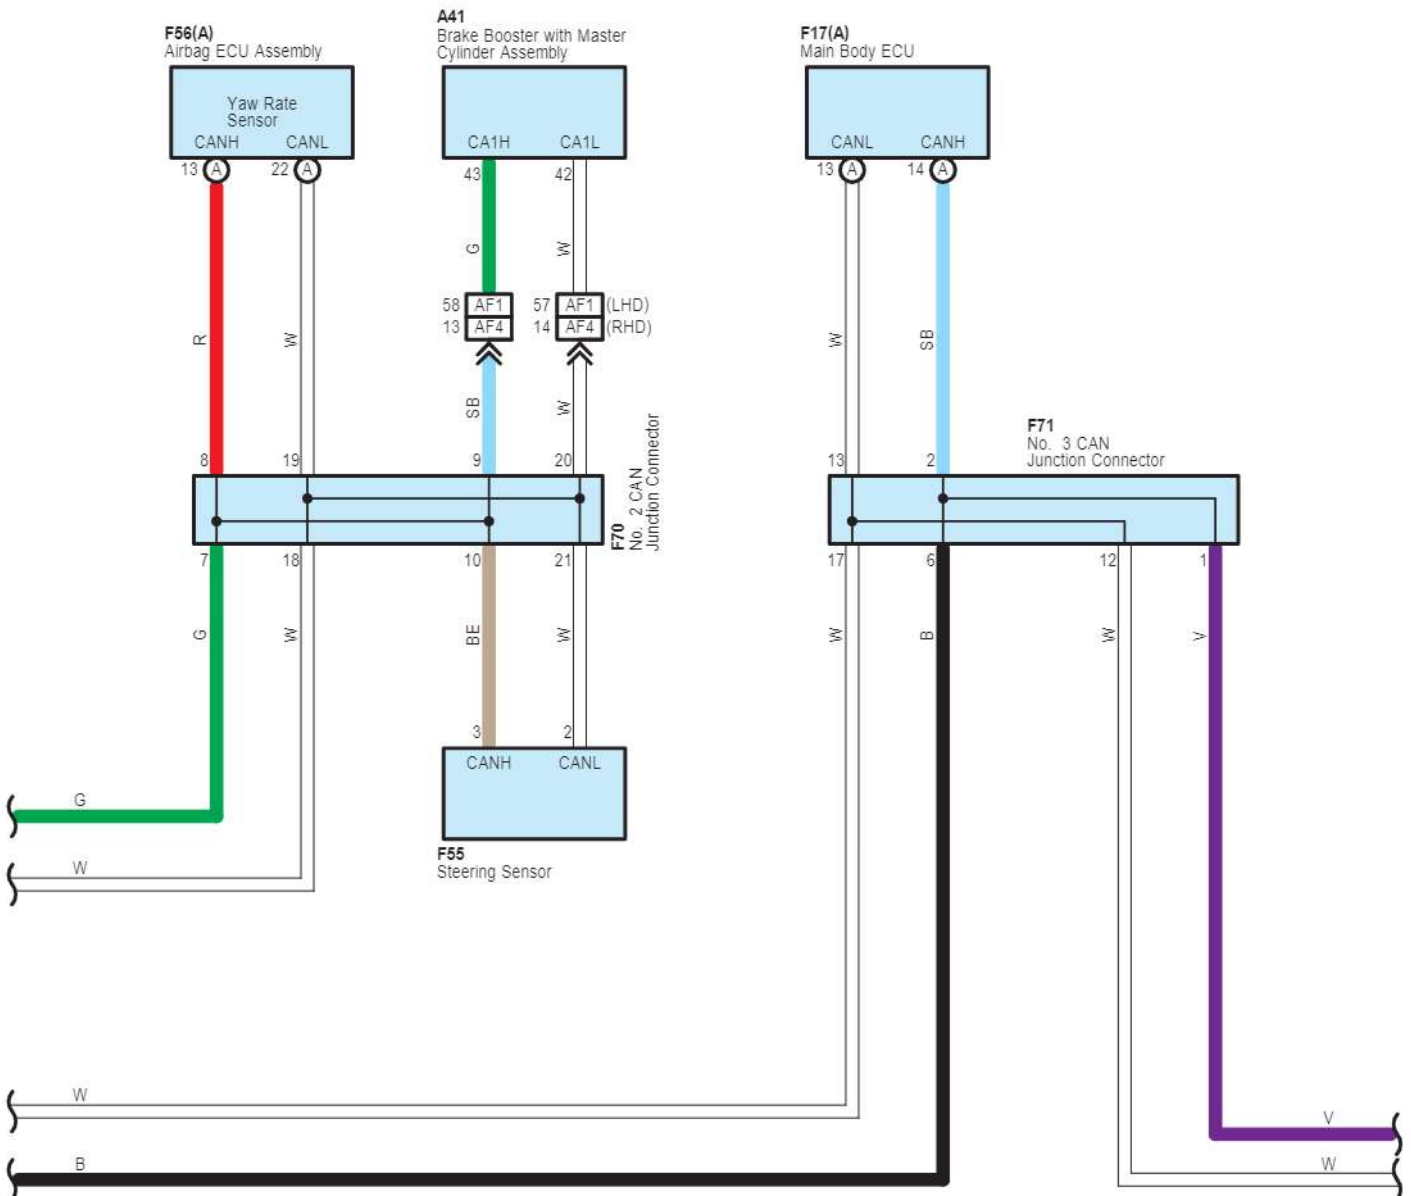 F56(A)
Airbag ECU Assembly
A41
Brake Booster with Master
Cylinder Assembly
F17(A)
Main Body ECU
Yaw Rate
Sensor
CANH CANL
CA1H CA1L
CANL CANH
13 A 22 A
43 42
13 A 14 A
G W
58 AF1 57 AF1 (LHD)
13 AF4 14 AF4 (RHD)
R W
SB W
W SB
8 19 9 20
F70
No. 2 CAN
Junction Connector
F71
No. 3 CAN
Junction Connector
13 2
7 18 10 21
17 6 12 1
G W BE W
W B W V
3 2
CANH CANL
F55
Steering Sensor
G
W
W
B
V
W